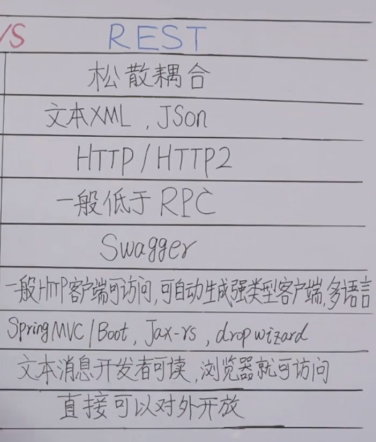 VS REST
松散耦合
文本XML，JSon
HTTP/HTTP2
一般低于RPC
Swagger
一般HTTP客户端可访问，可自动生成强类型客户端，多语言
SpringMVC/Boot，Jax-rs，dropwizard
文本消息开发者可读，浏览器就可访问
直接可以对外开放